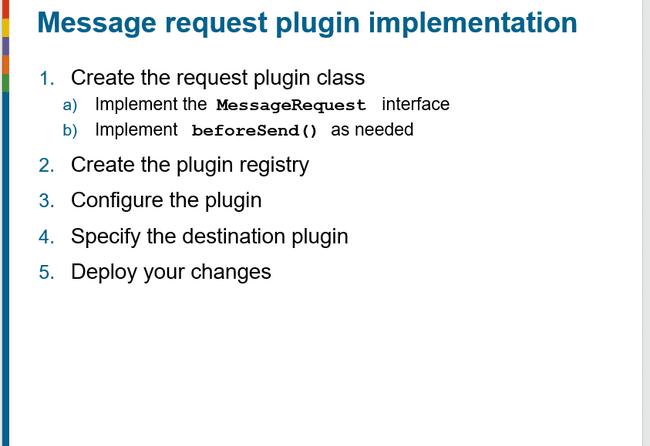 Message request plugin implementation
1. Create the request plugin class
a) Implement the MessageRequest interface
b) Implement beforeSend() as needed
2. Create the plugin registry
3. Configure the plugin
4. Specify the destination plugin
5. Deploy your changes